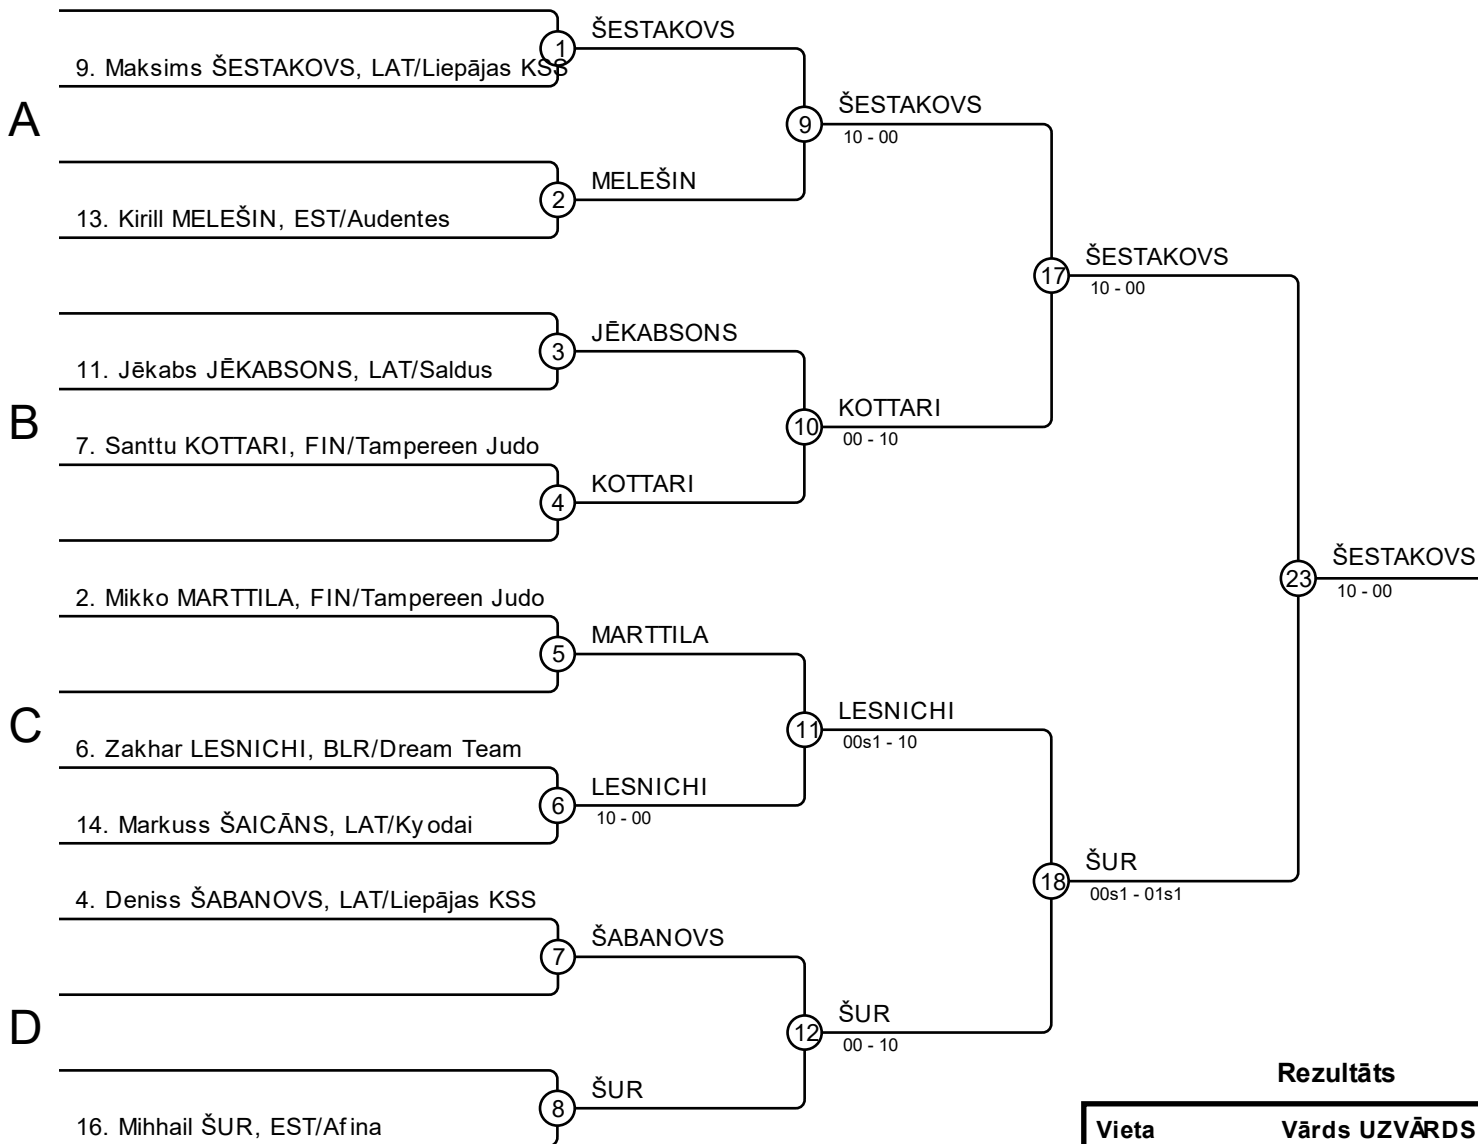 ŠESTAKOVS
1
9. Maksims ŠESTAKOVS, LAT/Liepājas KSS
A
9
ŠESTAKOVS
10 - 00
MELEŠIN
2
13. Kirill MELEŠIN, EST/Audentes
17
ŠESTAKOVS
10 - 00
JĒKABSONS
3
11. Jēkabs JĒKABSONS, LAT/Saldus
B
10
KOTTARI
00 - 10
7. Santtu KOTTARI, FIN/Tampereen Judo
KOTTARI
4
23
ŠESTAKOVS
10 - 00
2. Mikko MARTTILA, FIN/Tampereen Judo
MARTTILA
5
C
11
LESNICHI
00s1 - 10
6. Zakhar LESNICHI, BLR/Dream Team
LESNICHI
6
10 - 00
14. Markuss ŠAICĀNS, LAT/Kyodai
18
ŠUR
00s1 - 01s1
4. Deniss ŠABANOVS, LAT/Liepājas KSS
ŠABANOVS
7
D
12
ŠUR
00 - 10
ŠUR
8
16. Mihhail ŠUR, EST/Afina
Rezultāts
Vieta Vārds UZVĀRDS